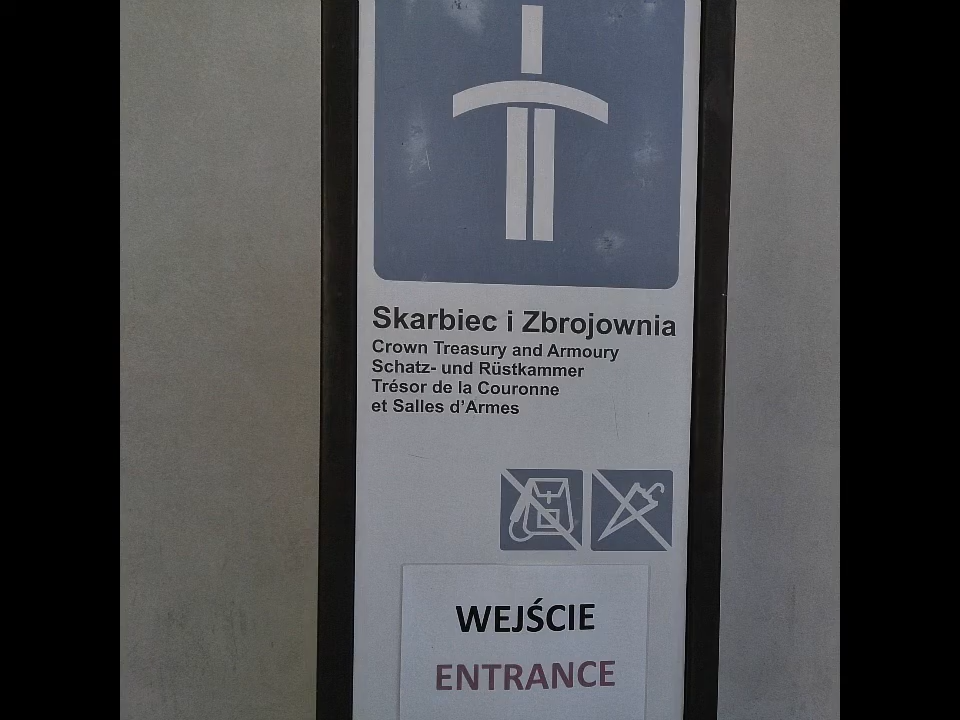 Skarbiec i Zbrojownia
Crown Treasury and Armoury
Schatz- und Rüstkammer
Trésor de la Couronne
et Salles d'Armes
WEJŚCIE
ENTRANCE